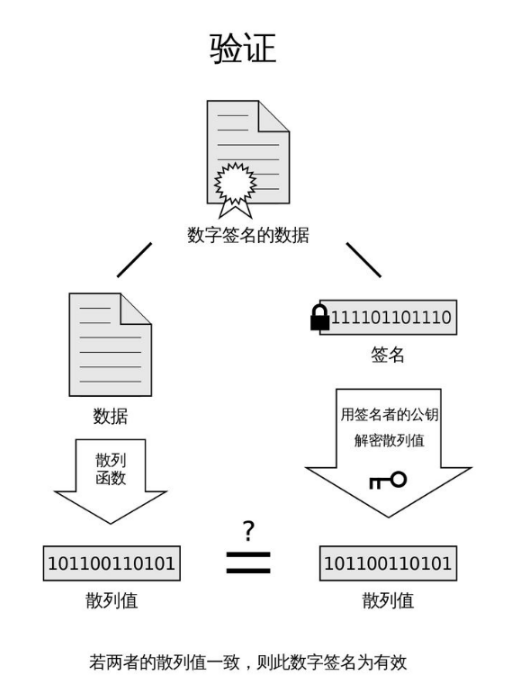 验证
数字签名的数据
111101101110
签名
数据
用签名者的公钥
解密散列值
散列
函数
?
=
101100110101
101100110101
散列值
散列值
若两者的散列值一致，则此数字签名为有效